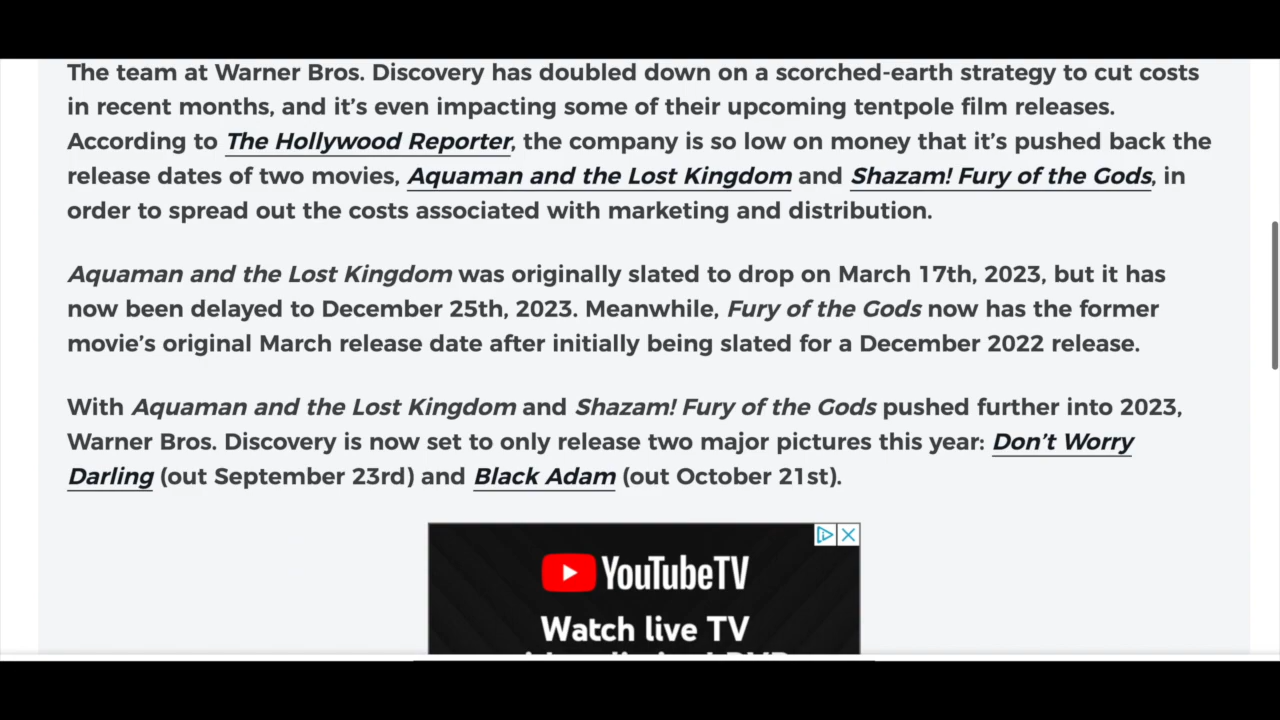 The team at Warner Bros. Discovery has doubled down on a scorched-earth strategy to cut costs
in recent months, and it’s even impacting some of their upcoming tentpole film releases.
According to The Hollywood Reporter, the company is so low on money that it’s pushed back the
release dates of two movies, Aquaman and the Lost Kingdom and Shazam! Fury of the Gods, in
order to spread out the costs associated with marketing and distribution.
Aquaman and the Lost Kingdom was originally slated to drop on March 17th, 2023, but it has
now been delayed to December 25th, 2023. Meanwhile, Fury of the Gods now has the former
movie’s original March release date after initially being slated for a December 2022 release.
With Aquaman and the Lost Kingdom and Shazam! Fury of the Gods pushed further into 2023,
Warner Bros. Discovery is now set to only release two major pictures this year: Don’t Worry
Darling (out September 23rd) and Black Adam (out October 21st).
YouTubeTV
Watch live TV